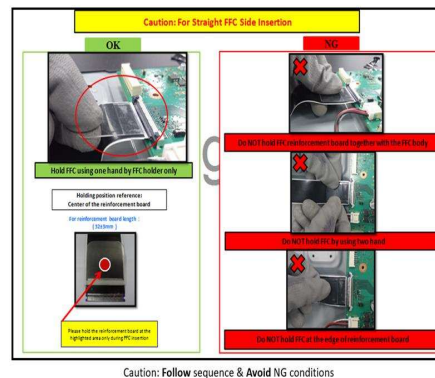 Caution: For Straight FFC Side Insertion
OK
NG
Hold FFC using one hand by FFC holder only
Holding position reference:
Center of the reinforcement board
For reinforcement board length :
Please hold the reinforcement board at the
highlighted area only during FFC insertion
Do NOT hold FFC reinforcement board together with the FFC body
Do NOT hold FFC by using two hand
Do NOT hold FFC at the edge of reinforcement board
Caution: Follow sequence & Avoid NG conditions